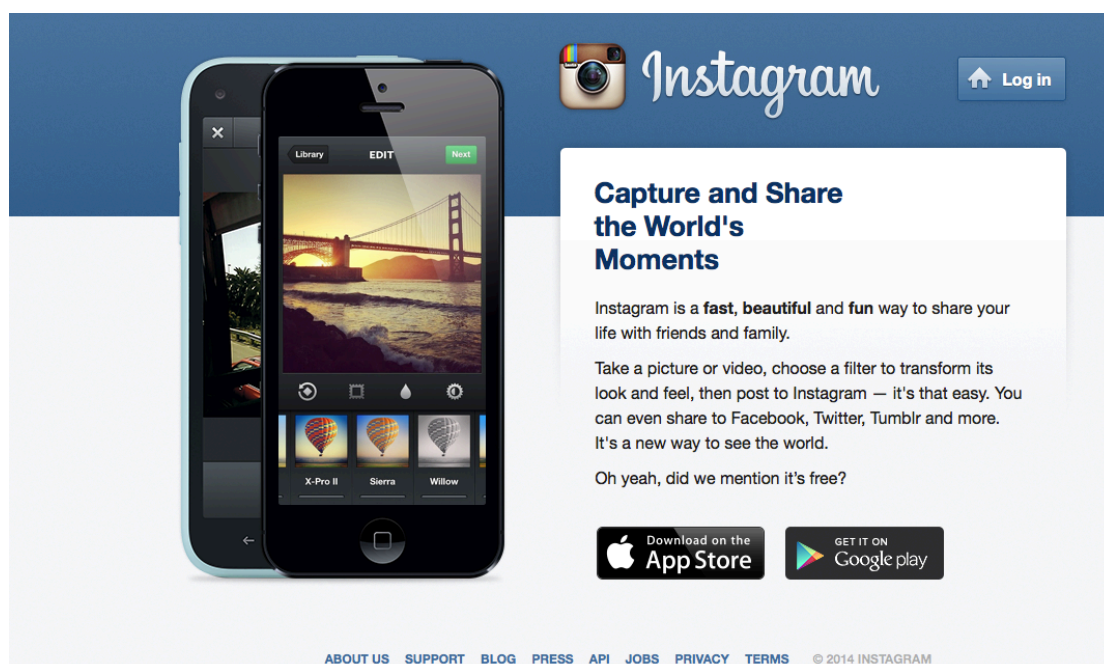 Instagram
Log in
Library
EDIT
Next
X-Pro II
Sierra
Willow
Capture and Share
the World's
Moments
Instagram is a fast, beautiful and fun way to share your
life with friends and family.
Take a picture or video, choose a filter to transform its
look and feel, then post to Instagram — it's that easy. You
can even share to Facebook, Twitter, Tumblr and more.
It's a new way to see the world.
Oh yeah, did we mention it’s free?
Download on the
App Store
GET IT ON
Google play
ABOUT US SUPPORT BLOG PRESS API JOBS PRIVACY TERMS © 2014 INSTAGRAM